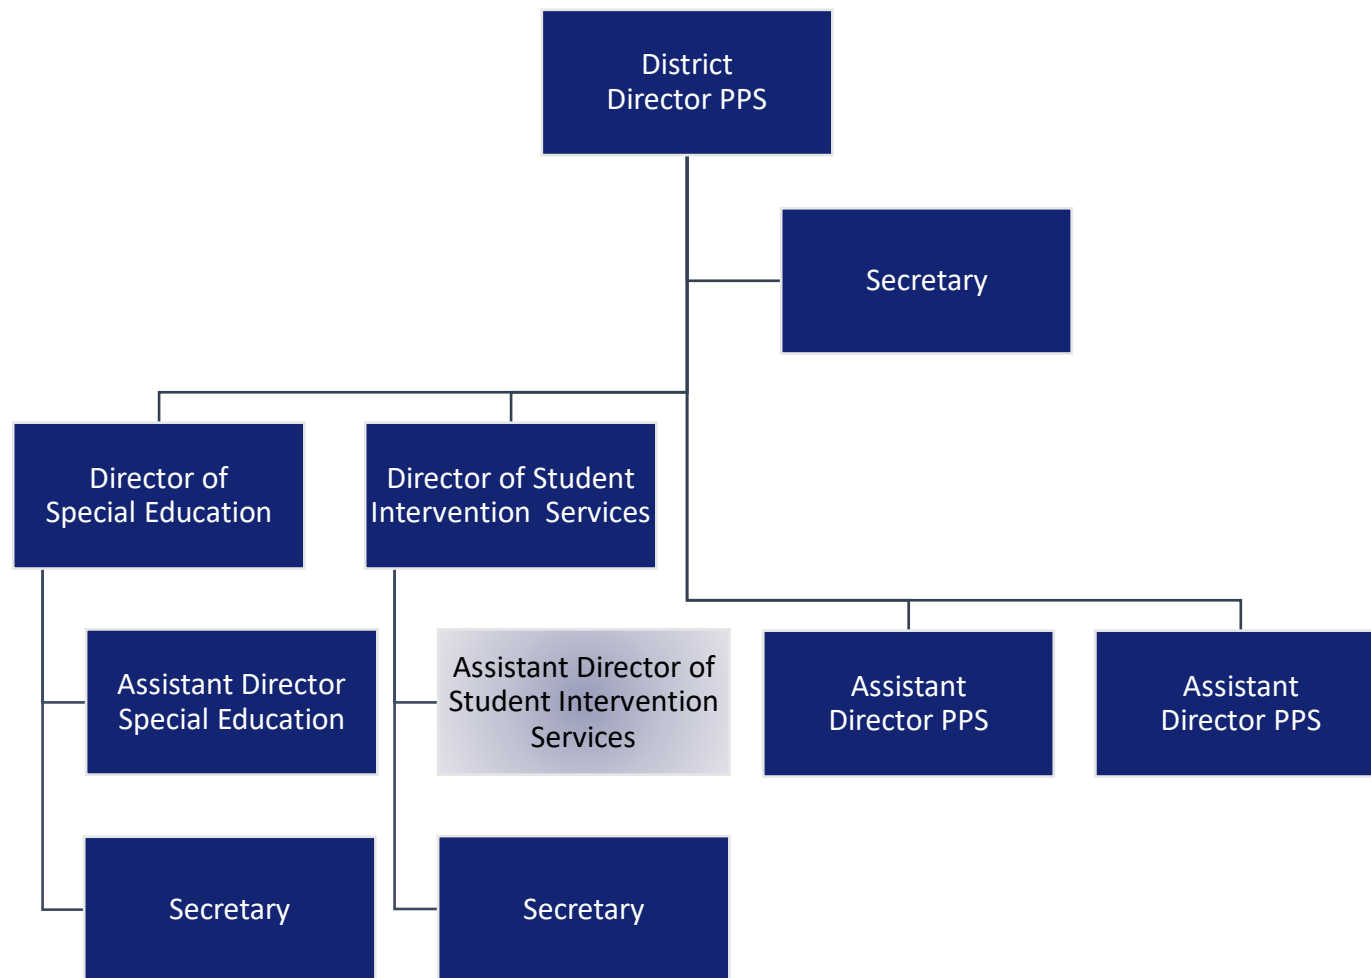 District
Director PPS
Secretary
Director of
Special Education
Director of Student
Intervention  Services
Assistant Director
Special Education
Assistant Director of
Student Intervention
Services
Assistant
Director PPS
Assistant
Director PPS
Secretary
Secretary